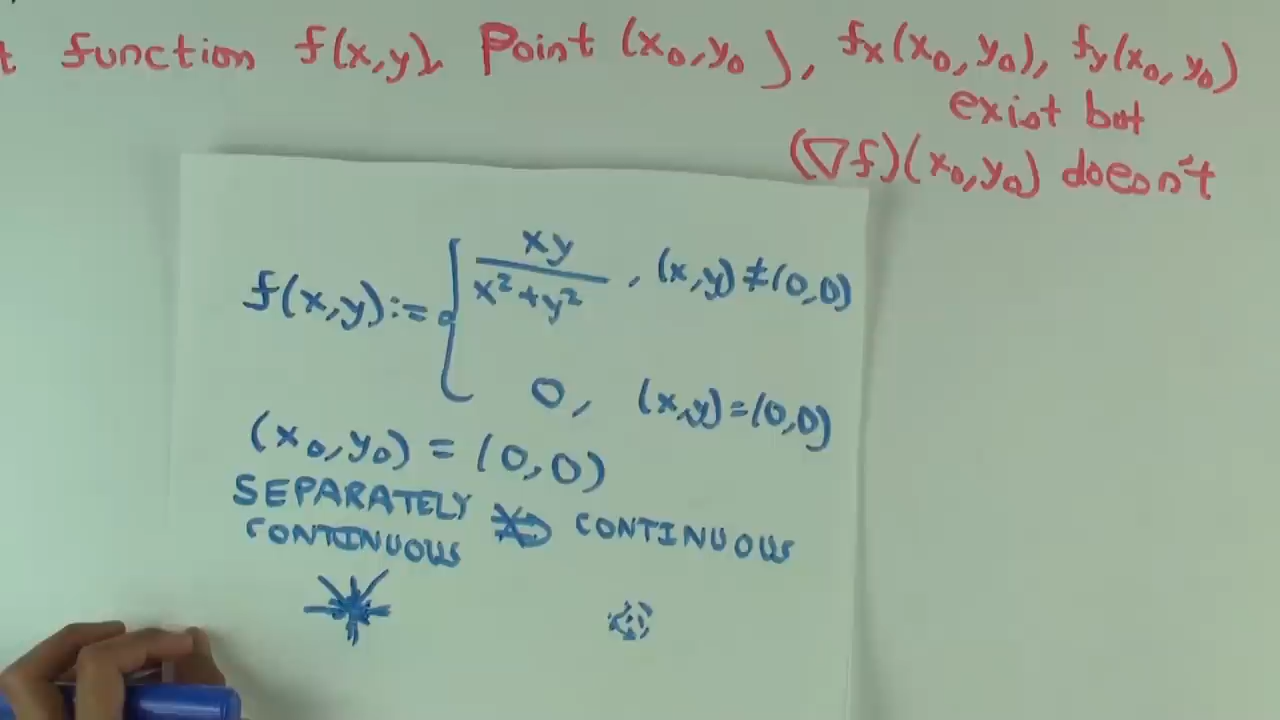 t function f(x,y), Point (x₀,y₀), fₓ(x₀,y₀), fᵧ(x₀,y₀)
exist but
(∇f)(x₀,y₀) doesn't
f(x,y):= { xy / x²+y² , (x,y)≠(0,0)
0, (x,y)=(0,0)
(x₀,y₀) = (0,0)
SEPARATELY CONTINUOUS ⇏ CONTINUOUS